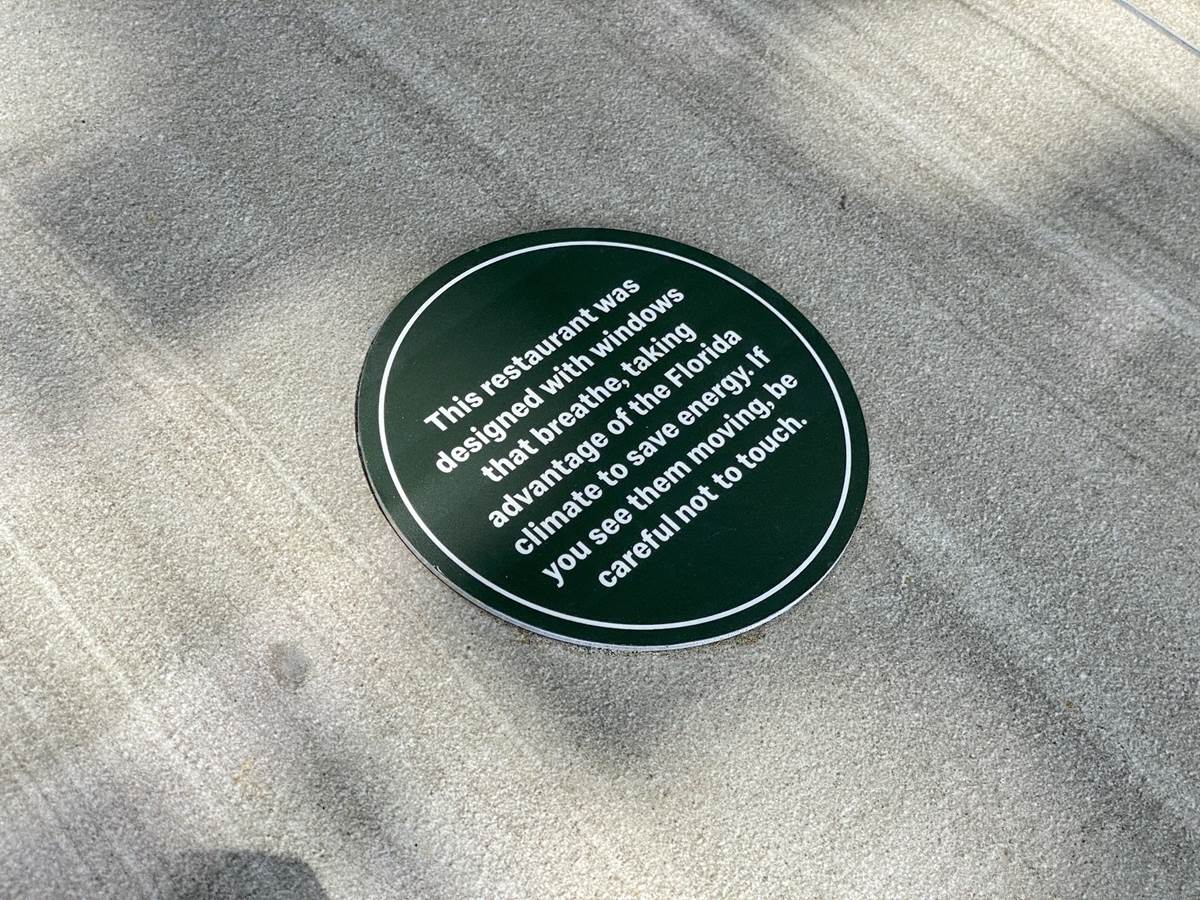 This restaurant was
designed with windows
that breathe, taking
advantage of the Florida
climate to save energy. If
you see them moving, be
careful not to touch.